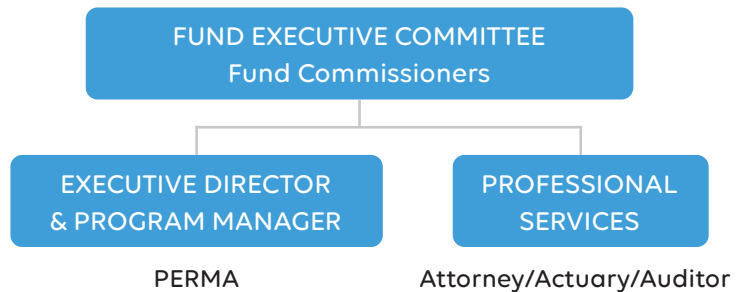 FUND EXECUTIVE COMMITTEE
Fund Commissioners
EXECUTIVE DIRECTOR
& PROGRAM MANAGER
PROFESSIONAL
SERVICES
PERMA
Attorney/Actuary/Auditor